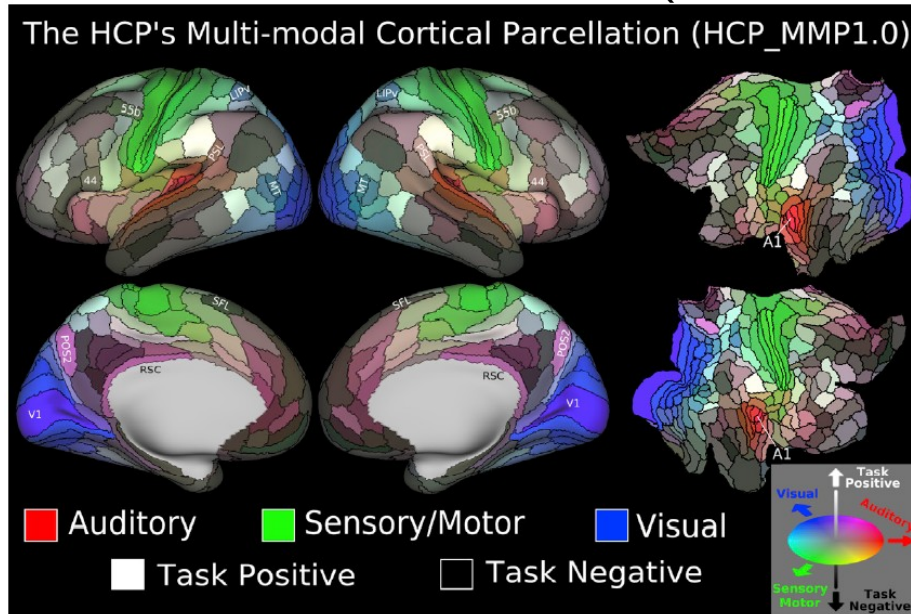 The HCP's Multi-modal Cortical Parcellation (HCP_MMP1.0)
55b
LIPv
PSL
44
MT
LIPv
55b
PSL
44
MT
A1
SFL
POS2
RSC
V1
SFL
POS2
RSC
V1
A1
Auditory
Sensory/Motor
Visual
Task Positive
Task Negative
Task
Positive
Visual
Auditory
Sensory
Motor
Task
Negative